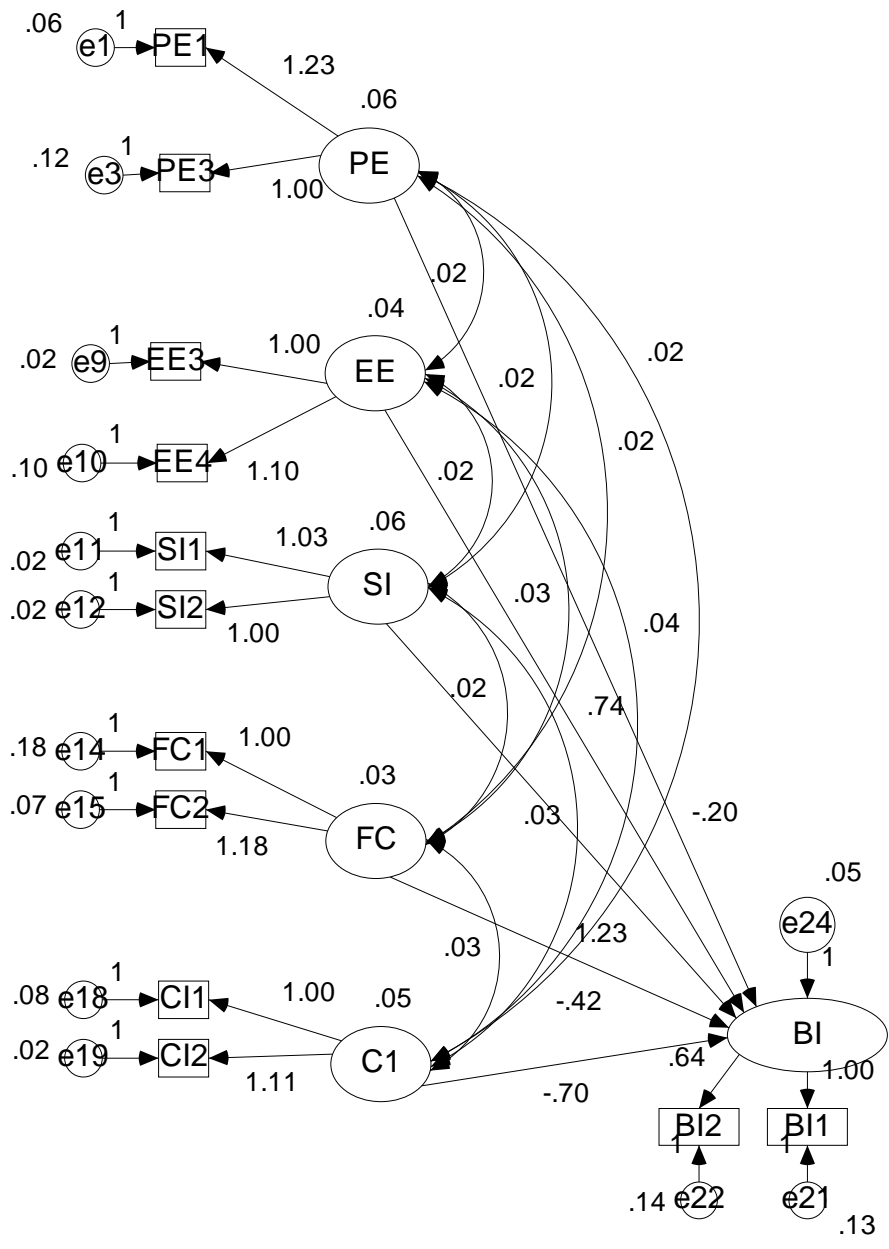 .06 1
e1 PE1
1.23
.06
.12 1
e3 PE3
PE
1.00
.02
.04
1
.02 e9 EE3
1.00
EE
.02
.02
.02
1
.10 e10 EE4
1.10
.02
.06
1
.02 e11 SI1
1.03
SI
1
.02 e12 SI2
1.00
.03
.04
.02
.74
1
.18 e14 FC1
1.00
.03
1
.07 e15 FC2
1.18
FC
.03
-.20
.05
e24
1
.03
1.23
-.42
1
.08 e18 CI1
1.00
.05
1
.02 e19 CI2
1.11
C1
-.70
.64
BI
1.00
BI2 BI1
1 1
.14 e22 e21 .13